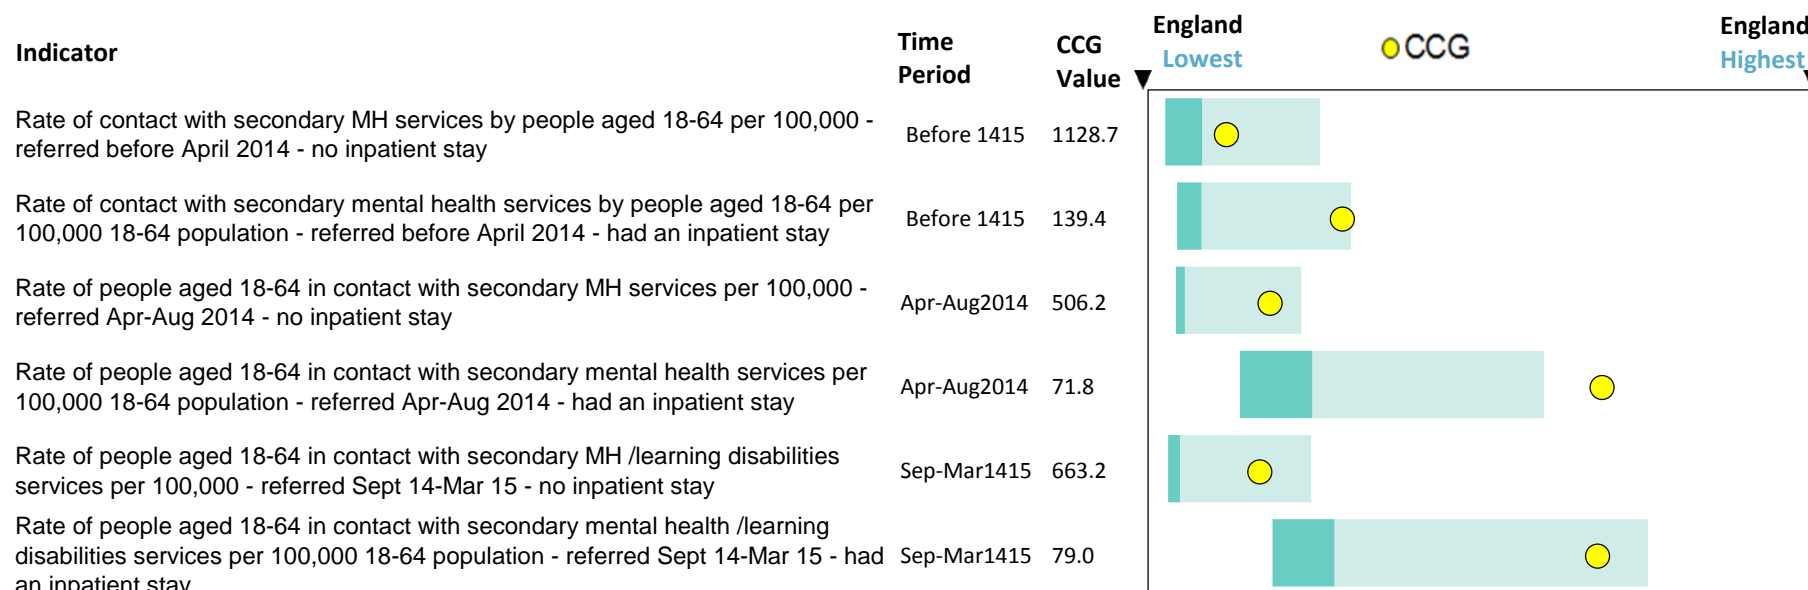 Indicator
Time Period
CCG Value
England Lowest
CCG
England Highest
Rate of contact with secondary MH services by people aged 18-64 per 100,000 -
referred before April 2014 - no inpatient stay
Before 1415 1128.7
Rate of contact with secondary mental health services by people aged 18-64 per
100,000 18-64 population - referred before April 2014 - had an inpatient stay
Before 1415 139.4
Rate of people aged 18-64 in contact with secondary MH services per 100,000 -
referred Apr-Aug 2014 - no inpatient stay
Apr-Aug2014 506.2
Rate of people aged 18-64 in contact with secondary mental health services per
100,000 18-64 population - referred Apr-Aug 2014 - had an inpatient stay
Apr-Aug2014 71.8
Rate of people aged 18-64 in contact with secondary MH /learning disabilities
services per 100,000 - referred Sept 14-Mar 15 - no inpatient stay
Sep-Mar1415 663.2
Rate of people aged 18-64 in contact with secondary mental health /learning
disabilities services per 100,000 18-64 population - referred Sept 14-Mar 15 - had
an inpatient stay
Sep-Mar1415 79.0